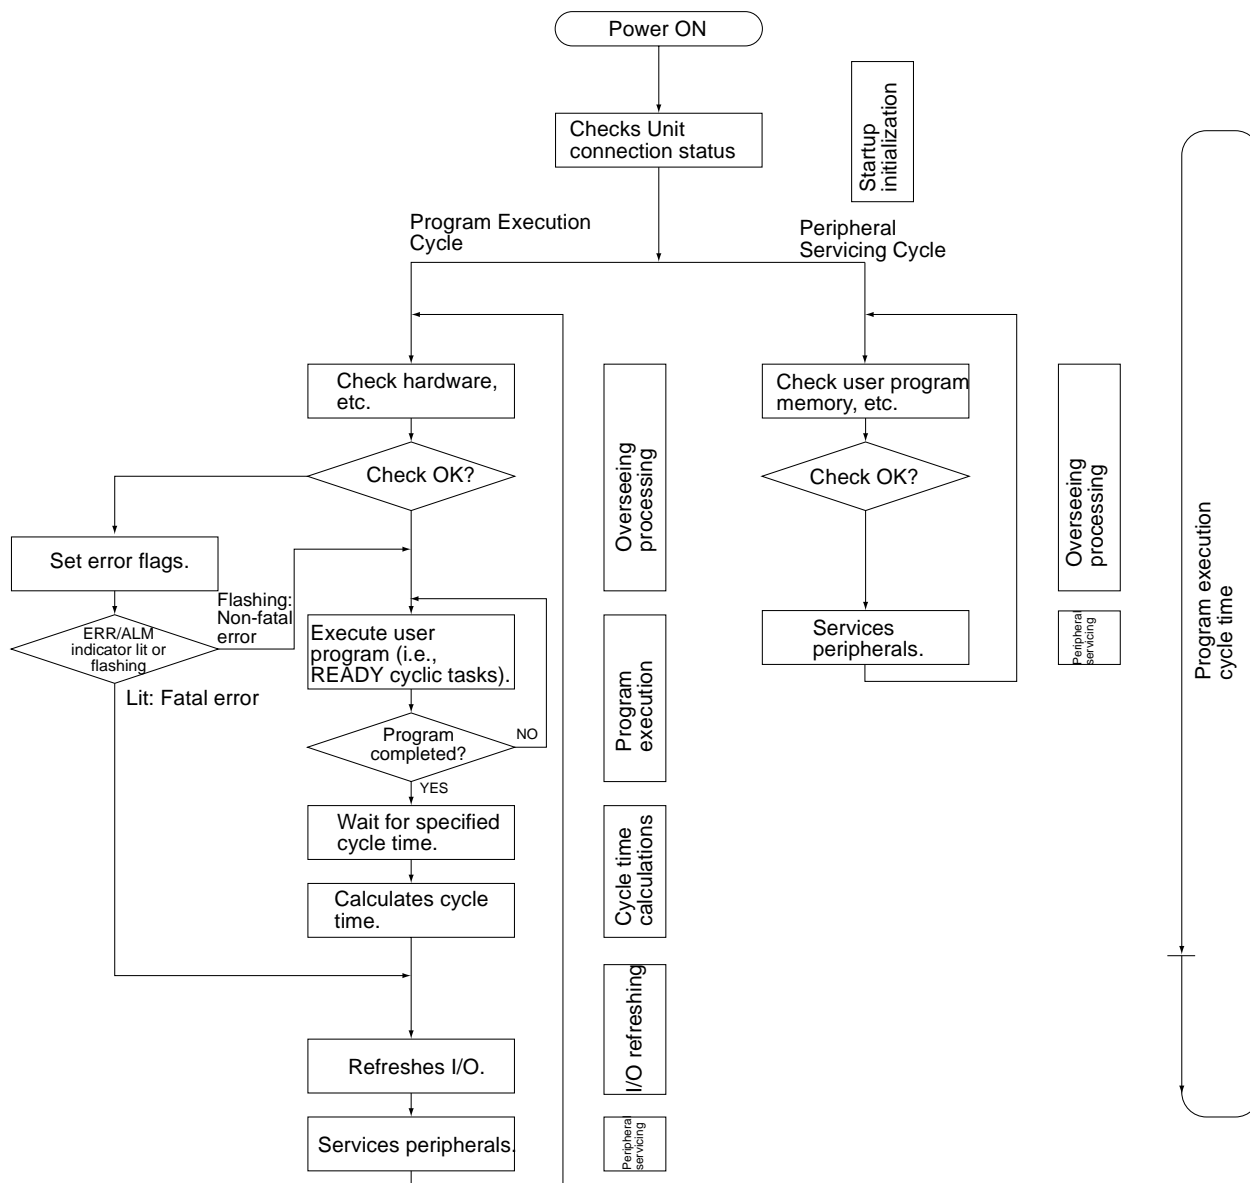 Power ON
Checks Unit
connection status
Startup
initialization
Program Execution
Cycle
Peripheral
Servicing Cycle
Check hardware,
etc.
Check OK?
Overseeing
processing
Check user program
memory, etc.
Check OK?
Overseeing
processing
Program execution
cycle time
Set error flags.
Flashing:
Non-fatal
error
ERR/ALM
indicator lit or
flashing
Lit: Fatal error
Execute user
program (i.e.,
READY cyclic tasks).
Program
execution
Services
peripherals.
Peripheral
servicing
Program
completed?
NO
YES
Wait for specified
cycle time.
Calculates cycle
time.
Cycle time
calculations
Refreshes I/O.
I/O refreshing
Services peripherals.
Peripheral
servicing